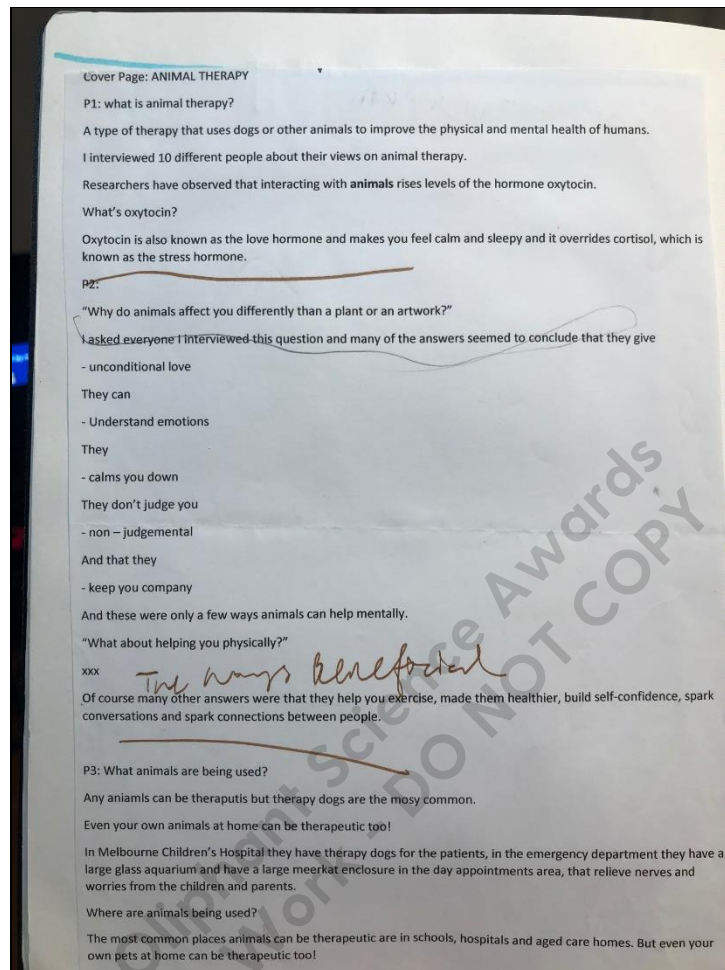 Cover Page: ANIMAL THERAPY
P1: what is animal therapy?
A type of therapy that uses dogs or other animals to improve the physical and mental health of humans.
I interviewed 10 different people about their views on animal therapy.
Researchers have observed that interacting with animals rises levels of the hormone oxytocin.
What's oxytocin?
Oxytocin is also known as the love hormone and makes you feel calm and sleepy and it overrides cortisol, which is
known as the stress hormone.
P2:
"Why do animals affect you differently than a plant or an artwork?"
I asked everyone I interviewed this question and many of the answers seemed to conclude that they give
- unconditional love
They can
- Understand emotions
They
- calms you down
They don't judge you
- non – judgemental
And that they
- keep you company
And these were only a few ways animals can help mentally.
"What about helping you physically?"
xxx
The ways beneficial
Of course many other answers were that they help you exercise, made them healthier, build self-confidence, spark
conversations and spark connections between people.
P3: What animals are being used?
Any aniamls can be theraputis but therapy dogs are the mosy common.
Even your own animals at home can be therapeutic too!
In Melbourne Children's Hospital they have therapy dogs for the patients, in the emergency department they have a
large glass aquarium and have a large meerkat enclosure in the day appointments area, that relieve nerves and
worries from the children and parents.
Where are animals being used?
The most common places animals can be therapeutic are in schools, hospitals and aged care homes. But even your
own pets at home can be therapeutic too!
Oliphant Science Awards
Work - DO NOT COPY